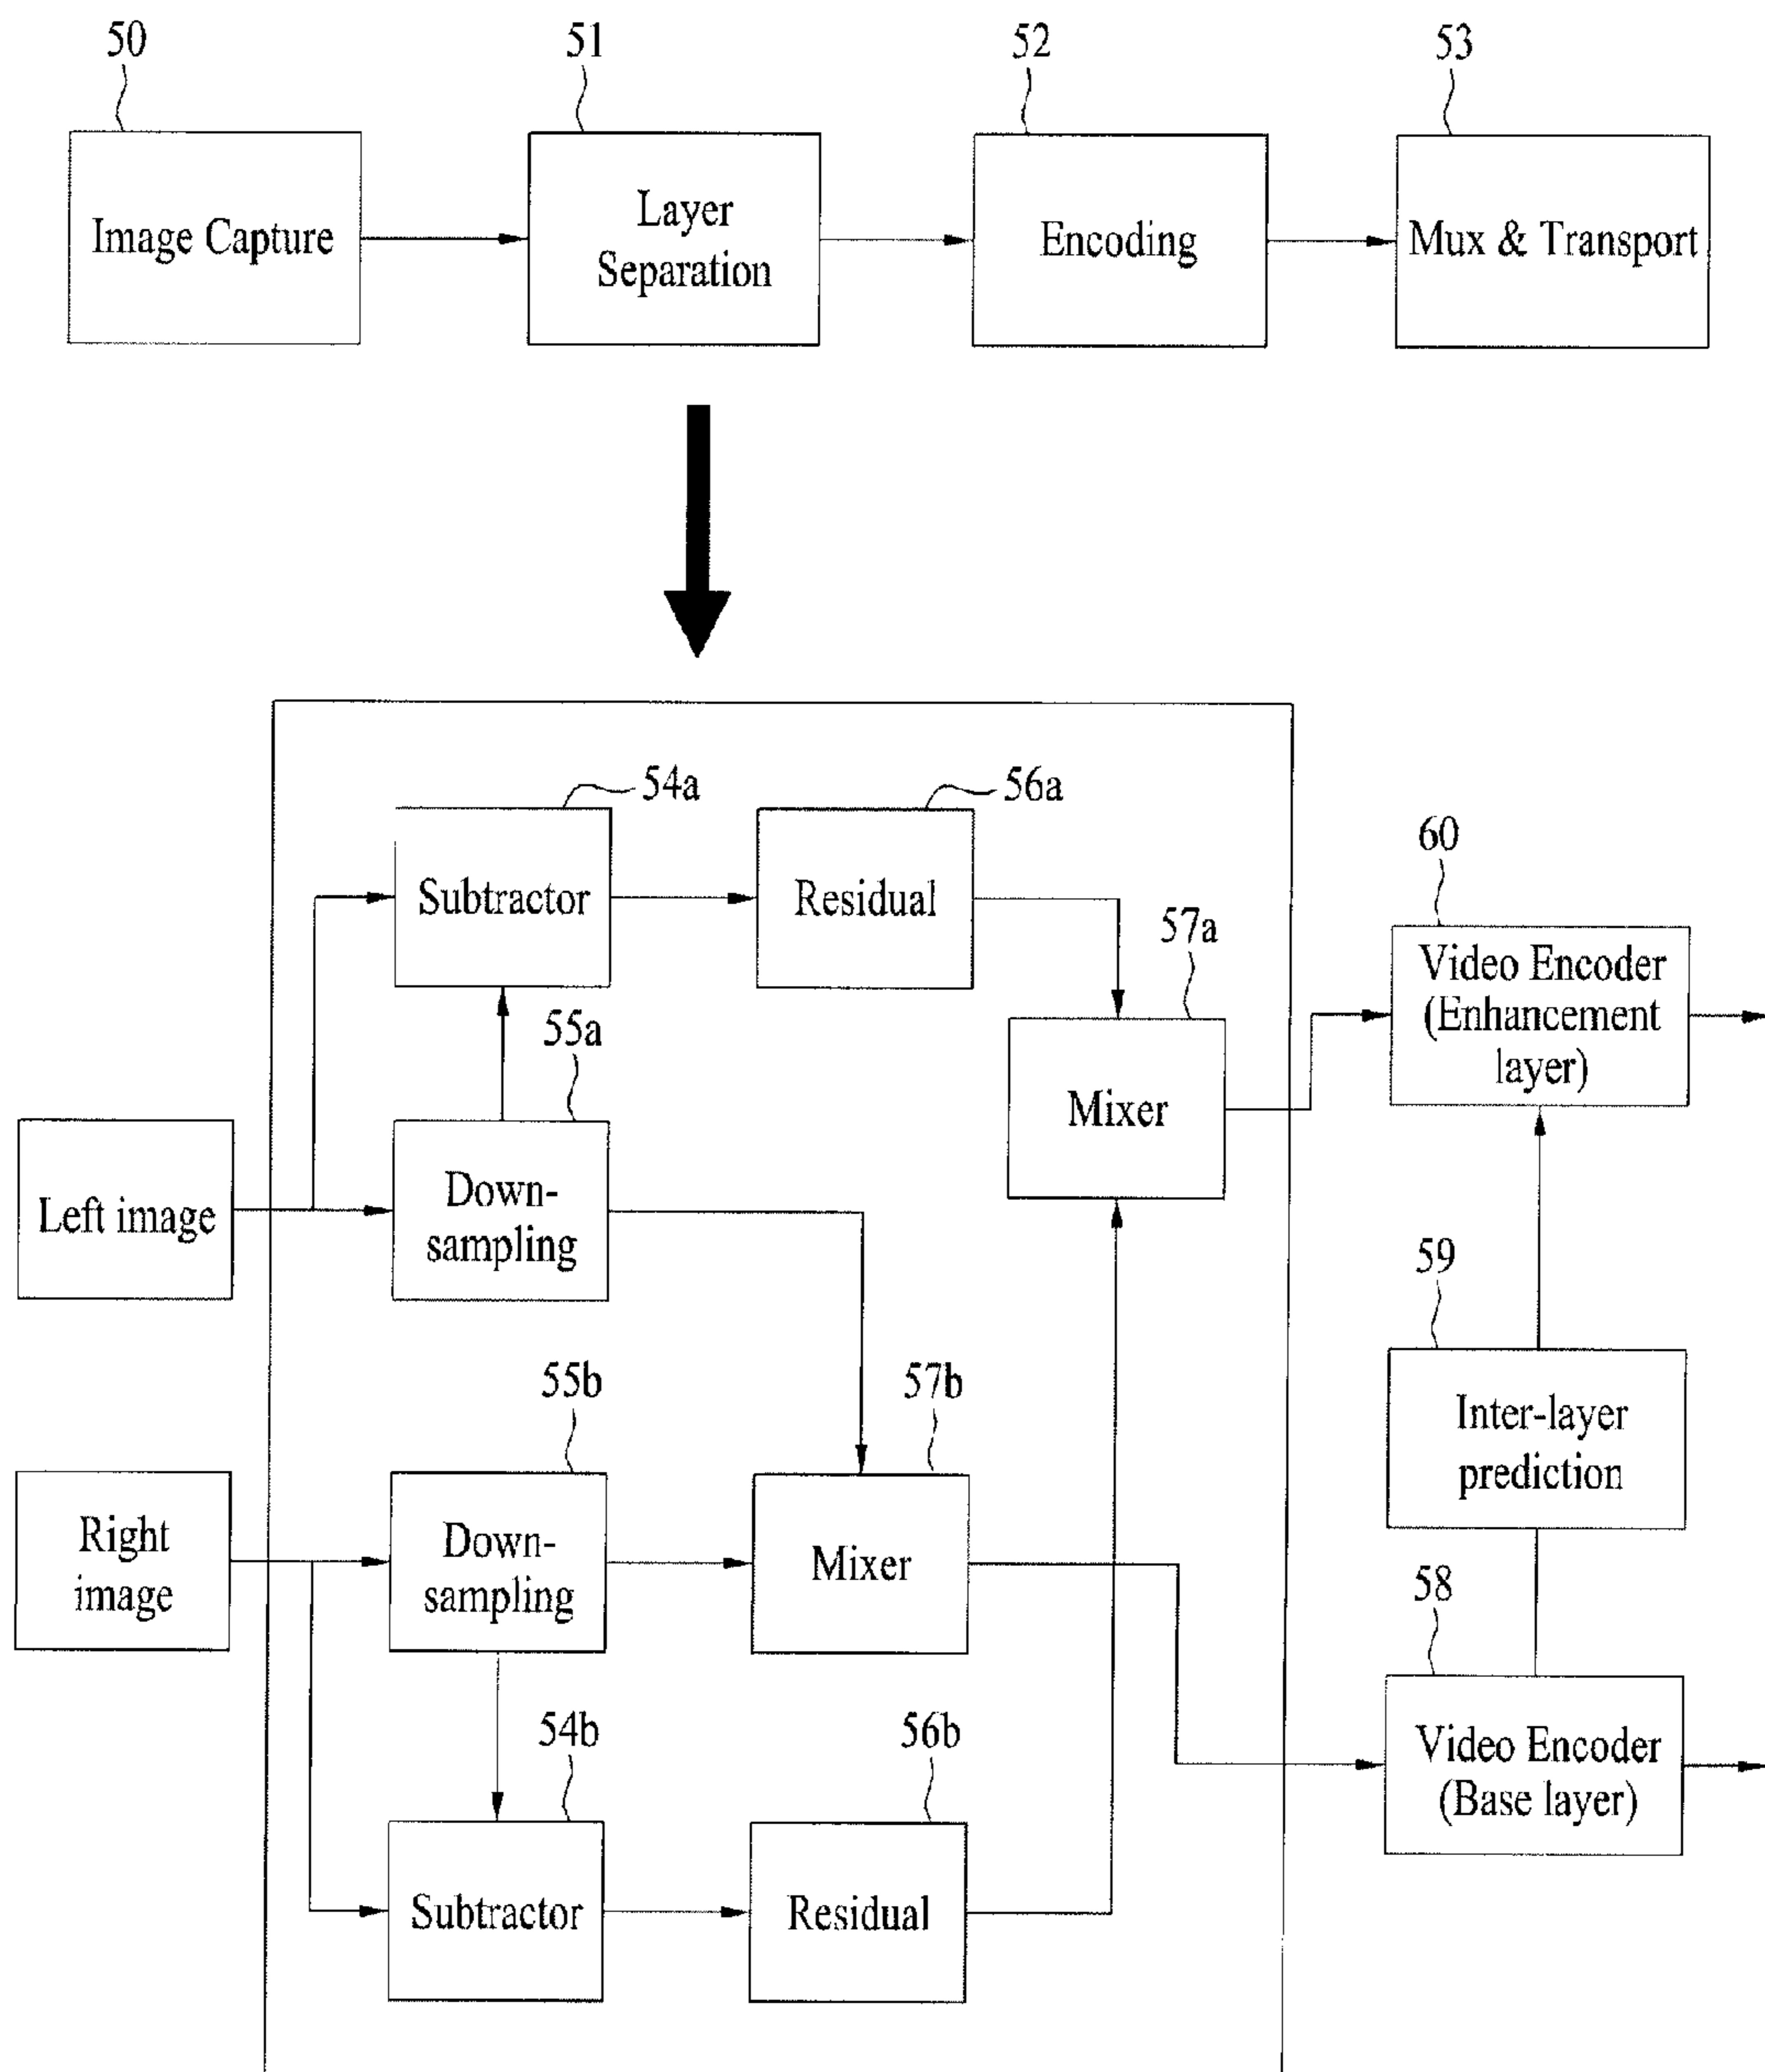 50
51
52
53
Image Capture
Layer
Separation
Encoding
Mux & Transport
54a
56a
Subtractor
Residual
57a
60
Video Encoder
(Enhancement
layer)
55a
Mixer
Left image
Down-
sampling
59
Inter-layer
prediction
55b
57b
Right
image
Down-
sampling
Mixer
58
Video Encoder
(Base layer)
54b
56b
Subtractor
Residual